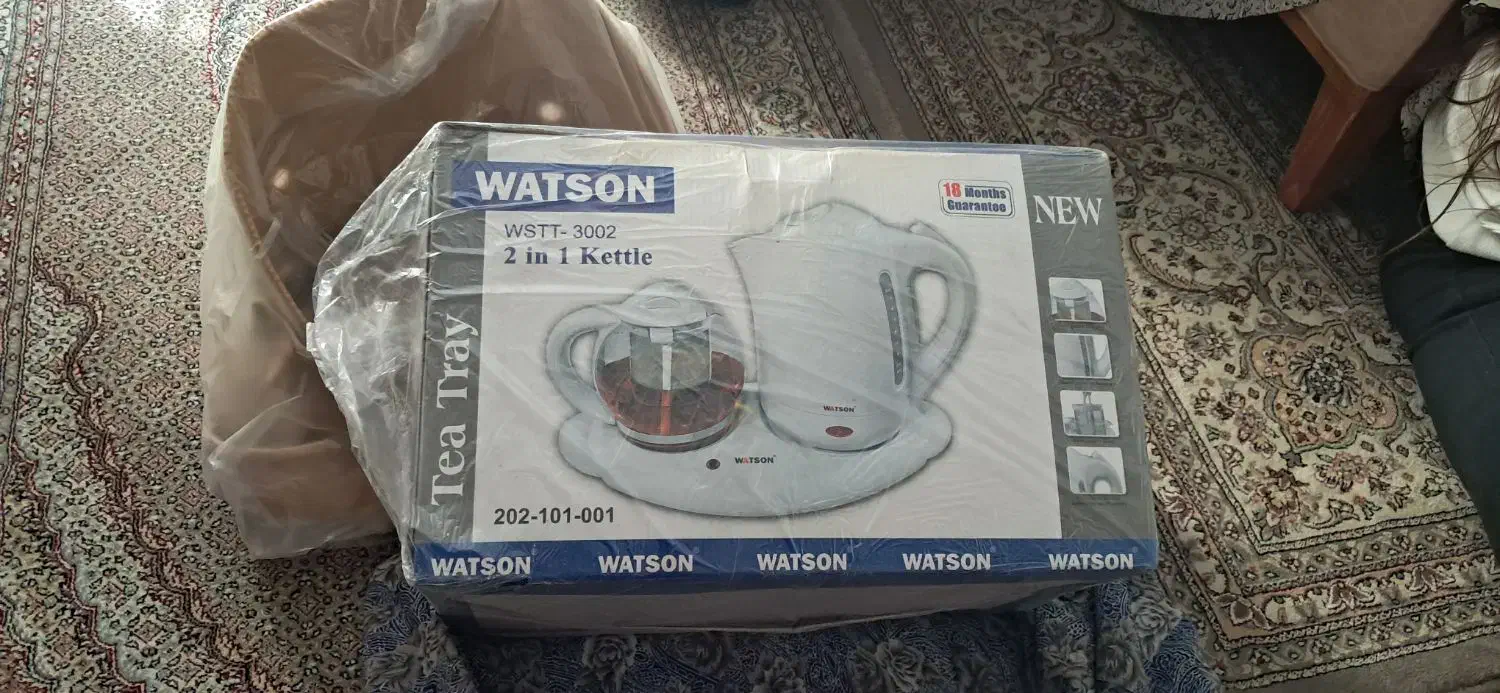 WATSON
18 Months
Guarantee
NEW
WSTT- 3002
2 in 1 Kettle
Tea Tray
WATSON
WATSON
202-101-001
WATSON WATSON WATSON WATSON WATSON